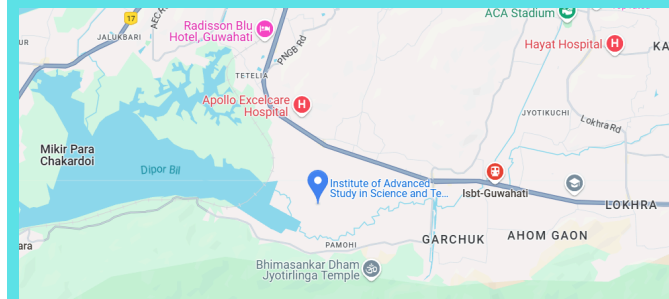 ACA Stadium
17
Radisson Blu
Hotel, Guwahati
JALUKBARI
Hayat Hospital
PNGB Rd
TETELIA
Apollo Excelcare
Hospital
JYOTIKUCHI
Lokhra Rd
Mikir Para
Chakardoi
Dipor Bil
Institute of Advanced
Study in Science and Te...
Isbt-Guwahati
LOKHRA
PAMOHI
GARCHUK
AHOM GAON
Bhimasankar Dham
Jyotirlinga Temple